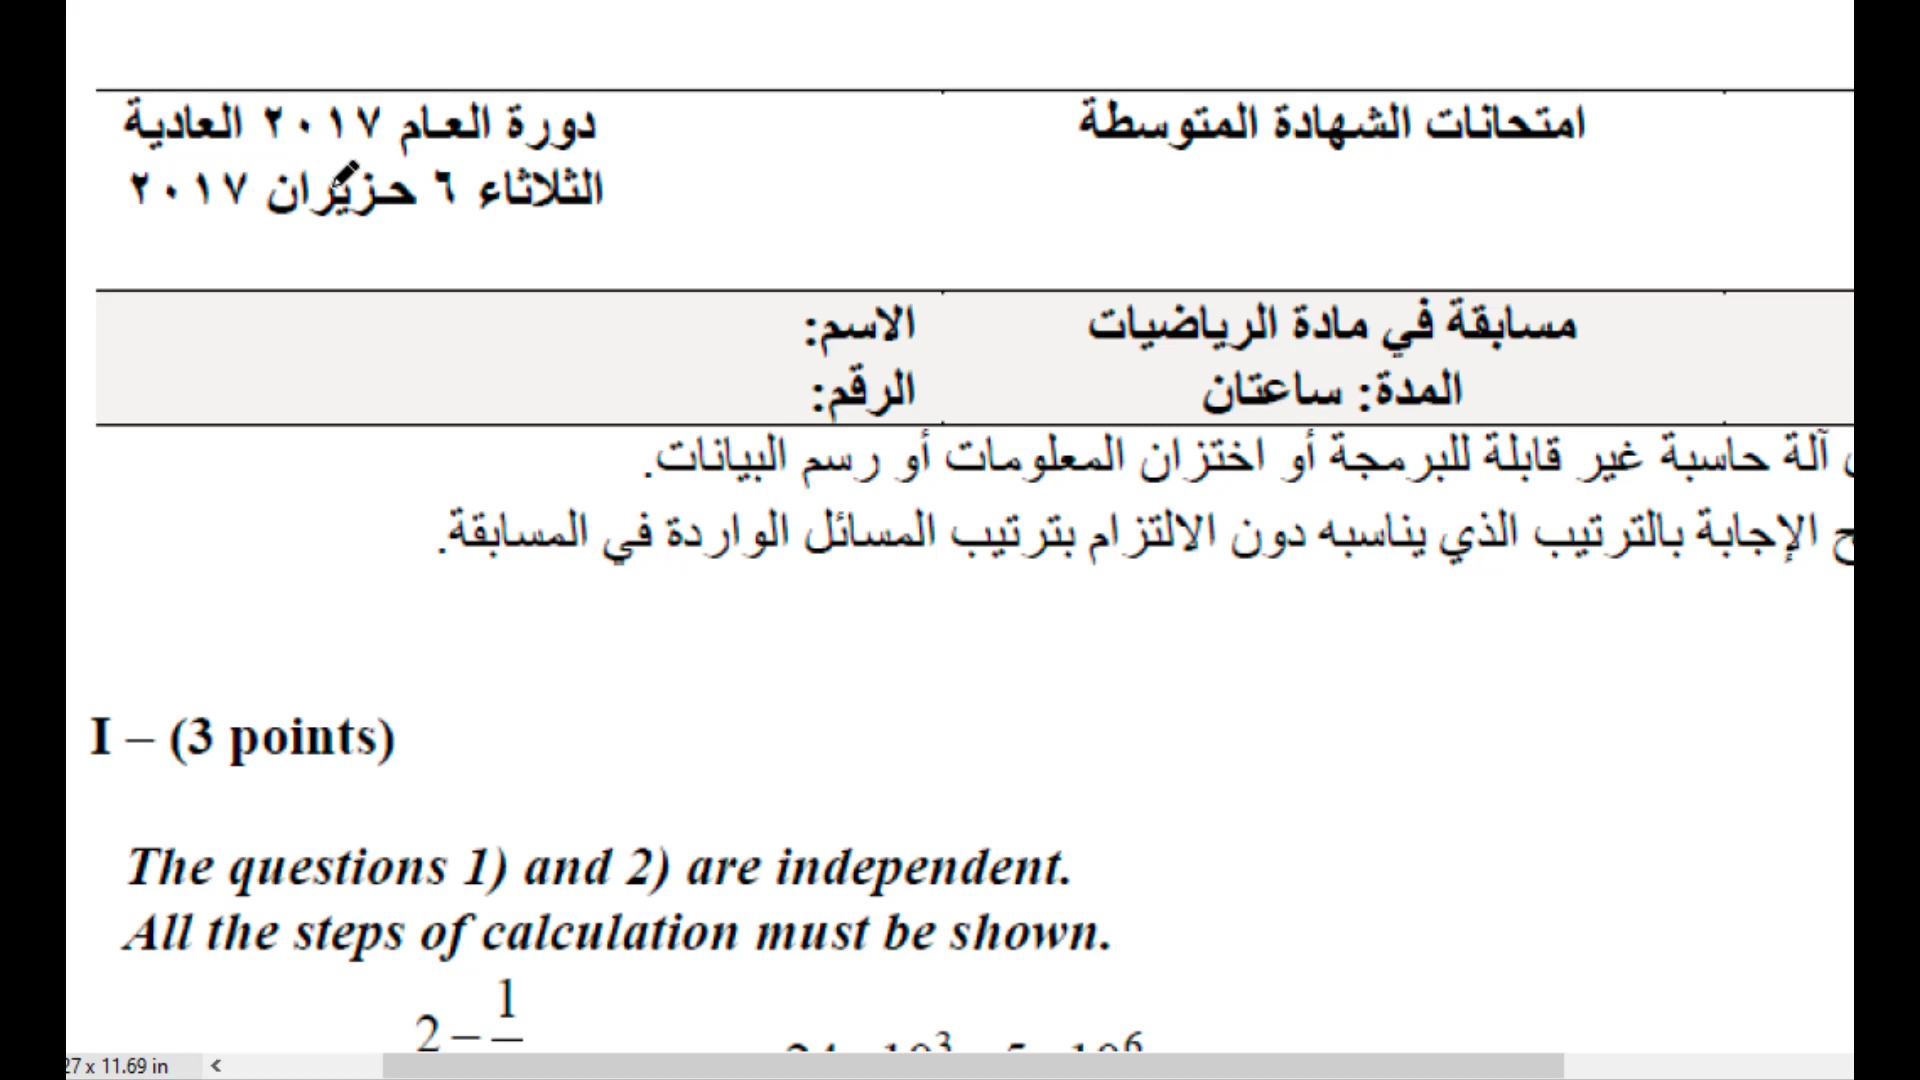 امتحانات الشهادة المتوسطة
دورة العام ٢٠١٧ العادية
الثلاثاء ٦ حزيران ٢٠١٧
مسابقة في مادة الرياضيات
المدة: ساعتان
الاسم:
الرقم:
آلة حاسبة غير قابلة للبرمجة أو اختزان المعلومات أو رسم البيانات.
الإجابة بالترتيب الذي يناسبه دون الالتزام بترتيب المسائل الواردة في المسابقة.
I – (3 points)
The questions 1) and 2) are independent.
All the steps of calculation must be shown.
2 – 1
27 x 11.69 in